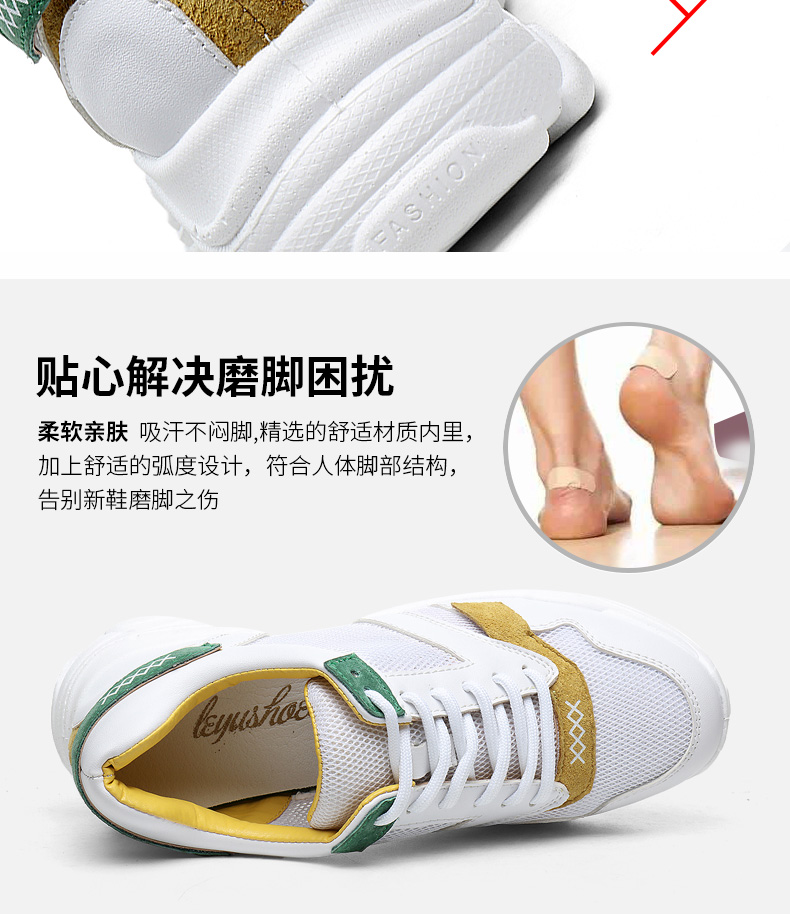 FASHION
贴心解决磨脚困扰
柔软亲肤 吸汗不闷脚,精选的舒适材质内里，
加上舒适的弧度设计，符合人体脚部结构，
告别新鞋磨脚之伤
leyushoe